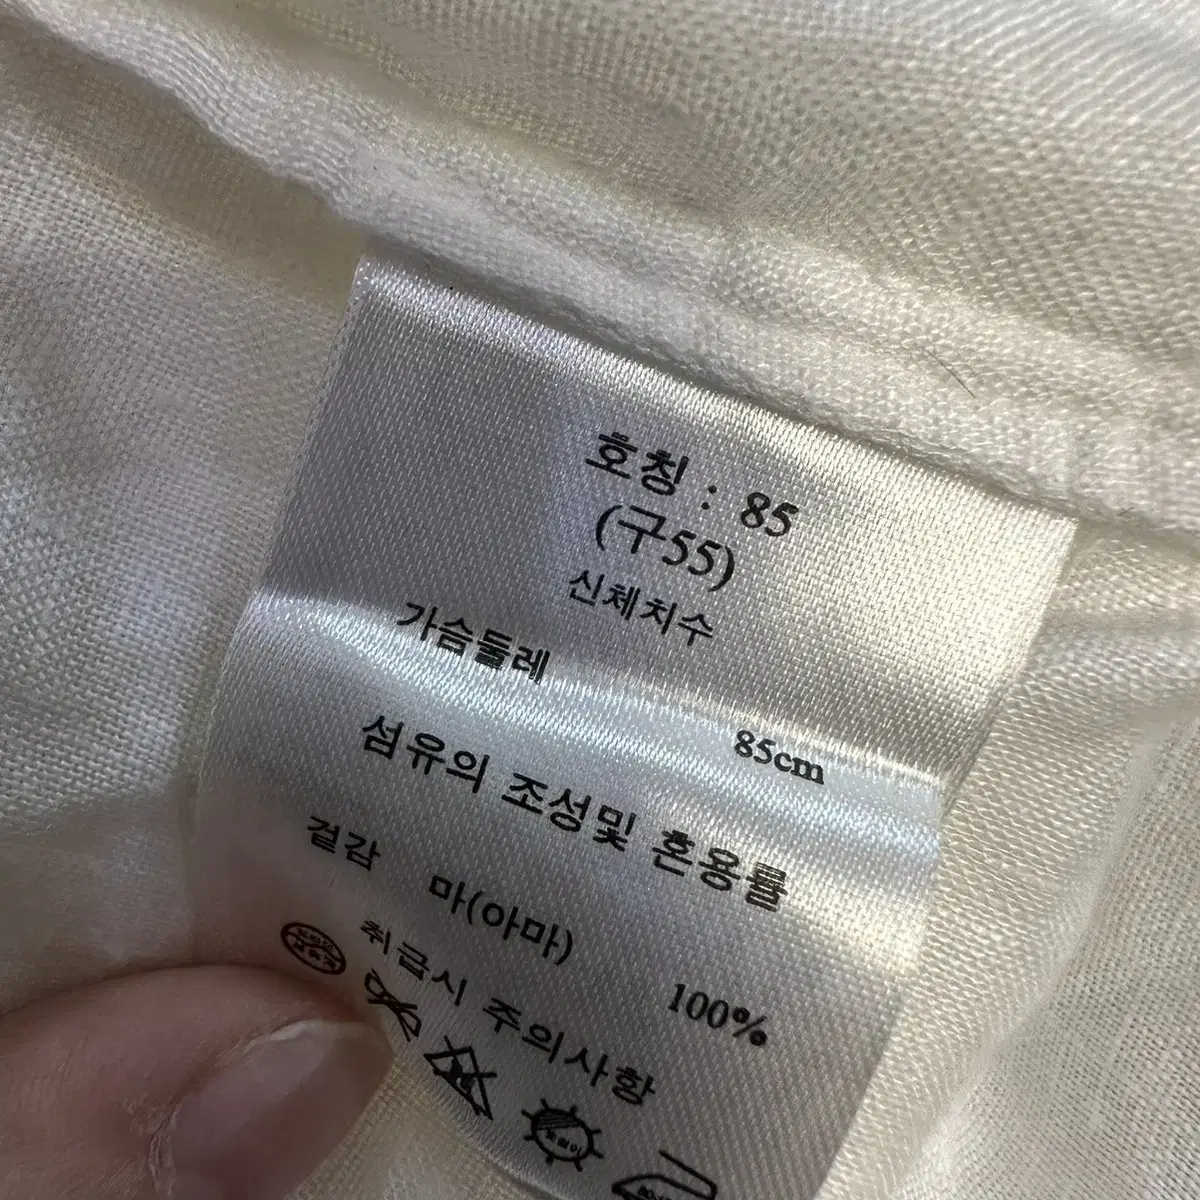 호칭 : 85
(구55)
신체치수
가슴둘레 85cm
섬유의 조성및 혼용률
겉감 마(아마) 100%
취급시 주의사항